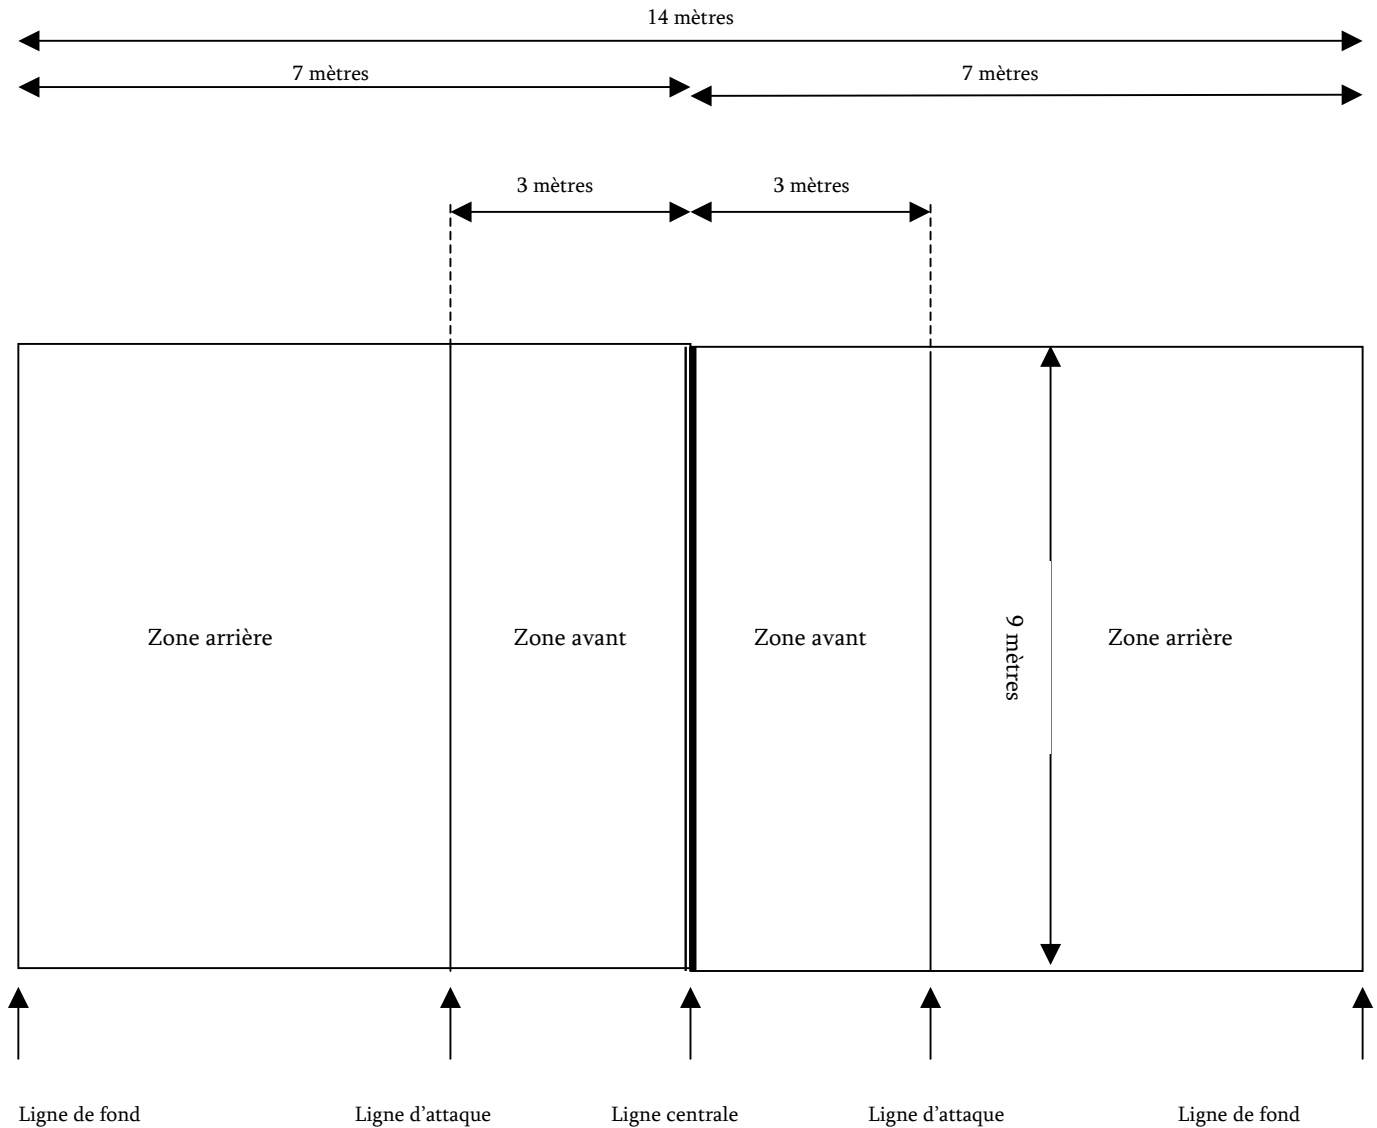 14 mètres
7 mètres
7 mètres
3 mètres
3 mètres
Zone arrière
Zone avant
Zone avant
9 mètres
Zone arrière
Ligne de fond
Ligne d’attaque
Ligne centrale
Ligne d’attaque
Ligne de fond